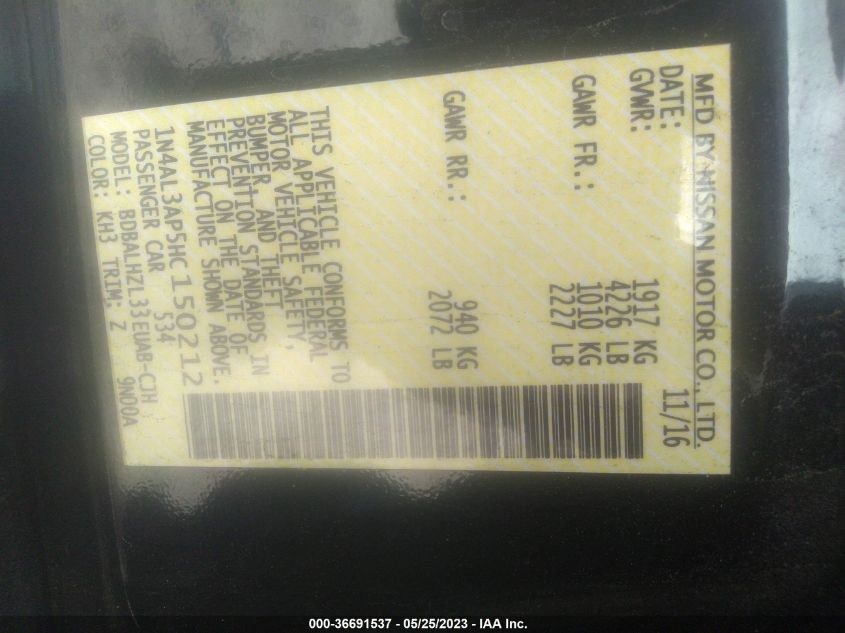 MFD BY NISSAN MOTOR CO., LTD.
DATE: 11/16
GVWR: 1917 KG
4226 LB
GAWR FR.: 1010 KG
2227 LB
GAWR RR.: 940 KG
2072 LB
THIS VEHICLE CONFORMS TO
ALL APPLICABLE FEDERAL
MOTOR VEHICLE SAFETY,
BUMPER, AND THEFT
PREVENTION STANDARDS IN
EFFECT ON THE DATE OF
MANUFACTURE SHOWN ABOVE.
1N4AL3AP5HC150212
PASSENGER CAR 534
MODEL: BDBALHZL33EUAB-CJH
COLOR: KH3 TRIM: Z 9N00A
000-36691537 - 05/25/2023 - IAA Inc.